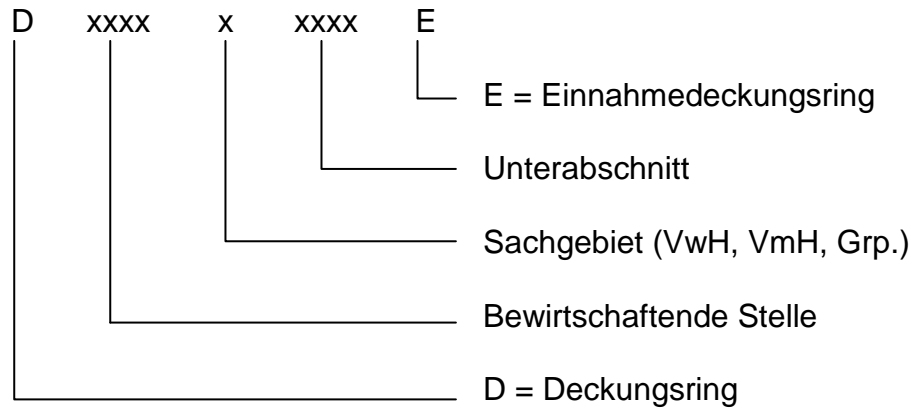 D xxxx x xxxx E
E = Einnahmedeckungsring
Unterabschnitt
Sachgebiet (VwH, VmH, Grp.)
Bewirtschaftende Stelle
D = Deckungsring